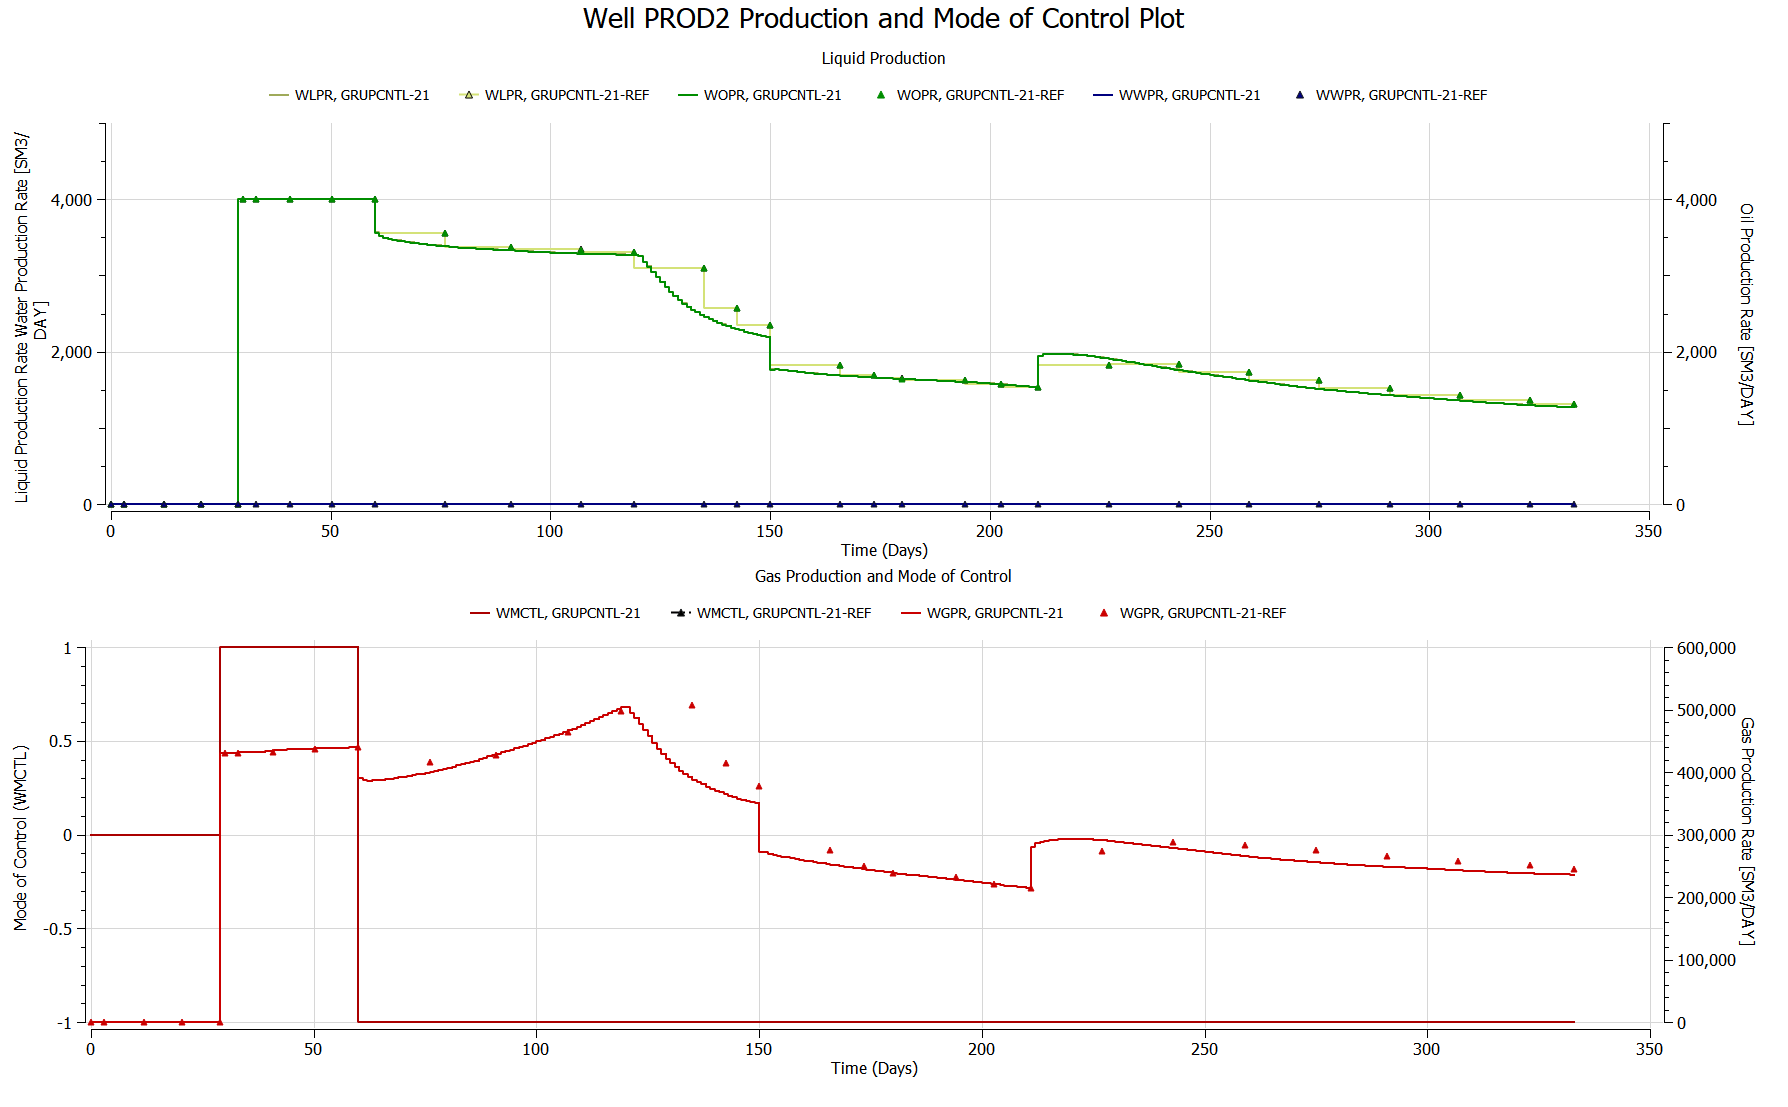 Well PROD2 Production and Mode of Control Plot
Liquid Production
WLPR, GRUPCNTL-21 WLPR, GRUPCNTL-21-REF WOPR, GRUPCNTL-21 WOPR, GRUPCNTL-21-REF WWPR, GRUPCNTL-21 WWPR, GRUPCNTL-21-REF
Liquid Production Rate Water Production Rate [SM3/
DAY]
4,000
2,000
0
4,000
2,000
0
Oil Production Rate [SM3/DAY]
0 50 100 150 200 250 300 350
Time (Days)
Gas Production and Mode of Control
WMCTL, GRUPCNTL-21 WMCTL, GRUPCNTL-21-REF WGPR, GRUPCNTL-21 WGPR, GRUPCNTL-21-REF
Mode of Control (WMCTL)
1
0.5
0
-0.5
-1
600,000
500,000
400,000
300,000
200,000
100,000
0
Gas Production Rate [SM3/DAY]
0 50 100 150 200 250 300 350
Time (Days)